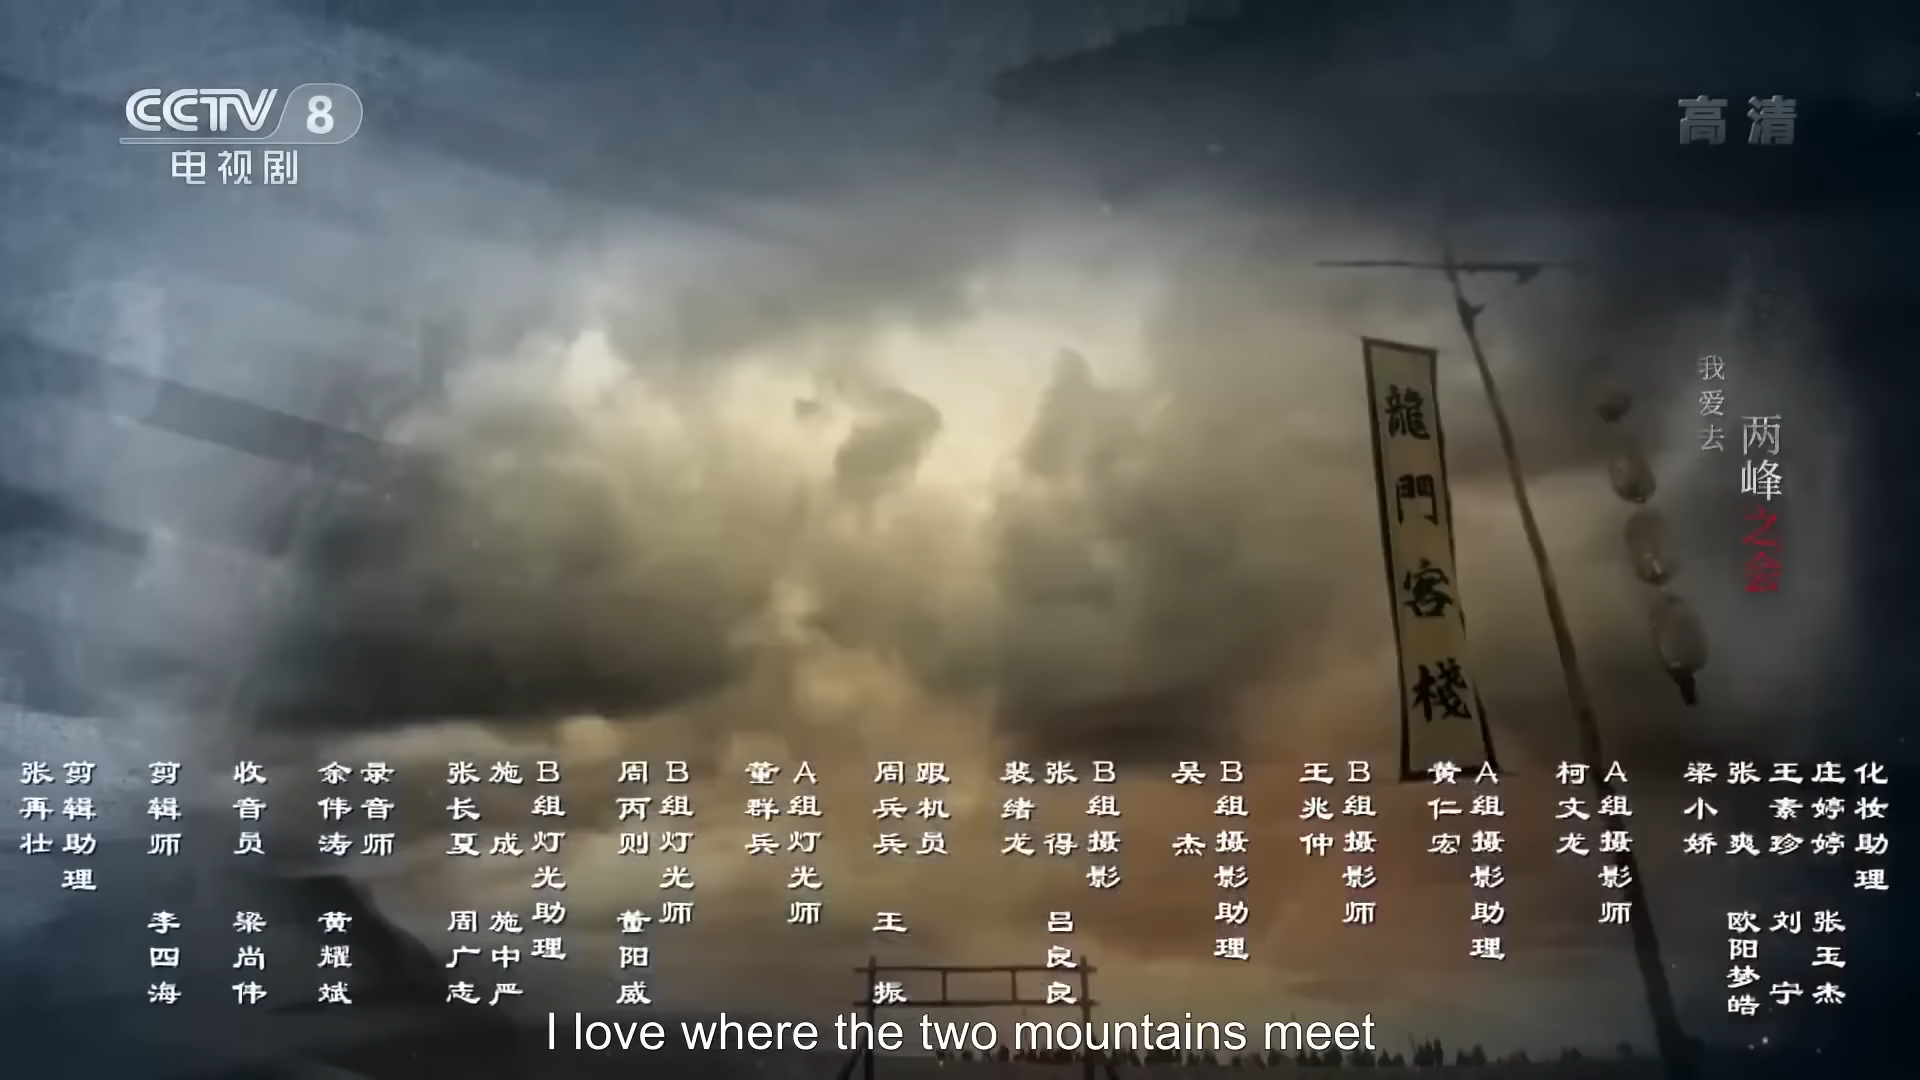 CCTV 8
电视剧
高清
我爱去
两峰之会
龍門客棧
化妆助理
庄婷婷
张玉杰
王素珍
刘宁
张爽
欧阳梦皓
梁小娇
A组摄影师
柯文龙
A组摄影助理
黄仁宏
B组摄影师
王兆仲
B组摄影助理
吴杰
B组摄影
张得
吕良良
裴绪龙
跟机员
周兵兵
王振
A组灯光师
董群兵
B组灯光师
周丙则
董阳威
B组灯光助理
施成
施中严
张长夏
周广志
录音师
余伟涛
黄耀斌
收音员
梁尚伟
剪辑师
李四海
剪辑助理
张再壮
I love where the two mountains meet